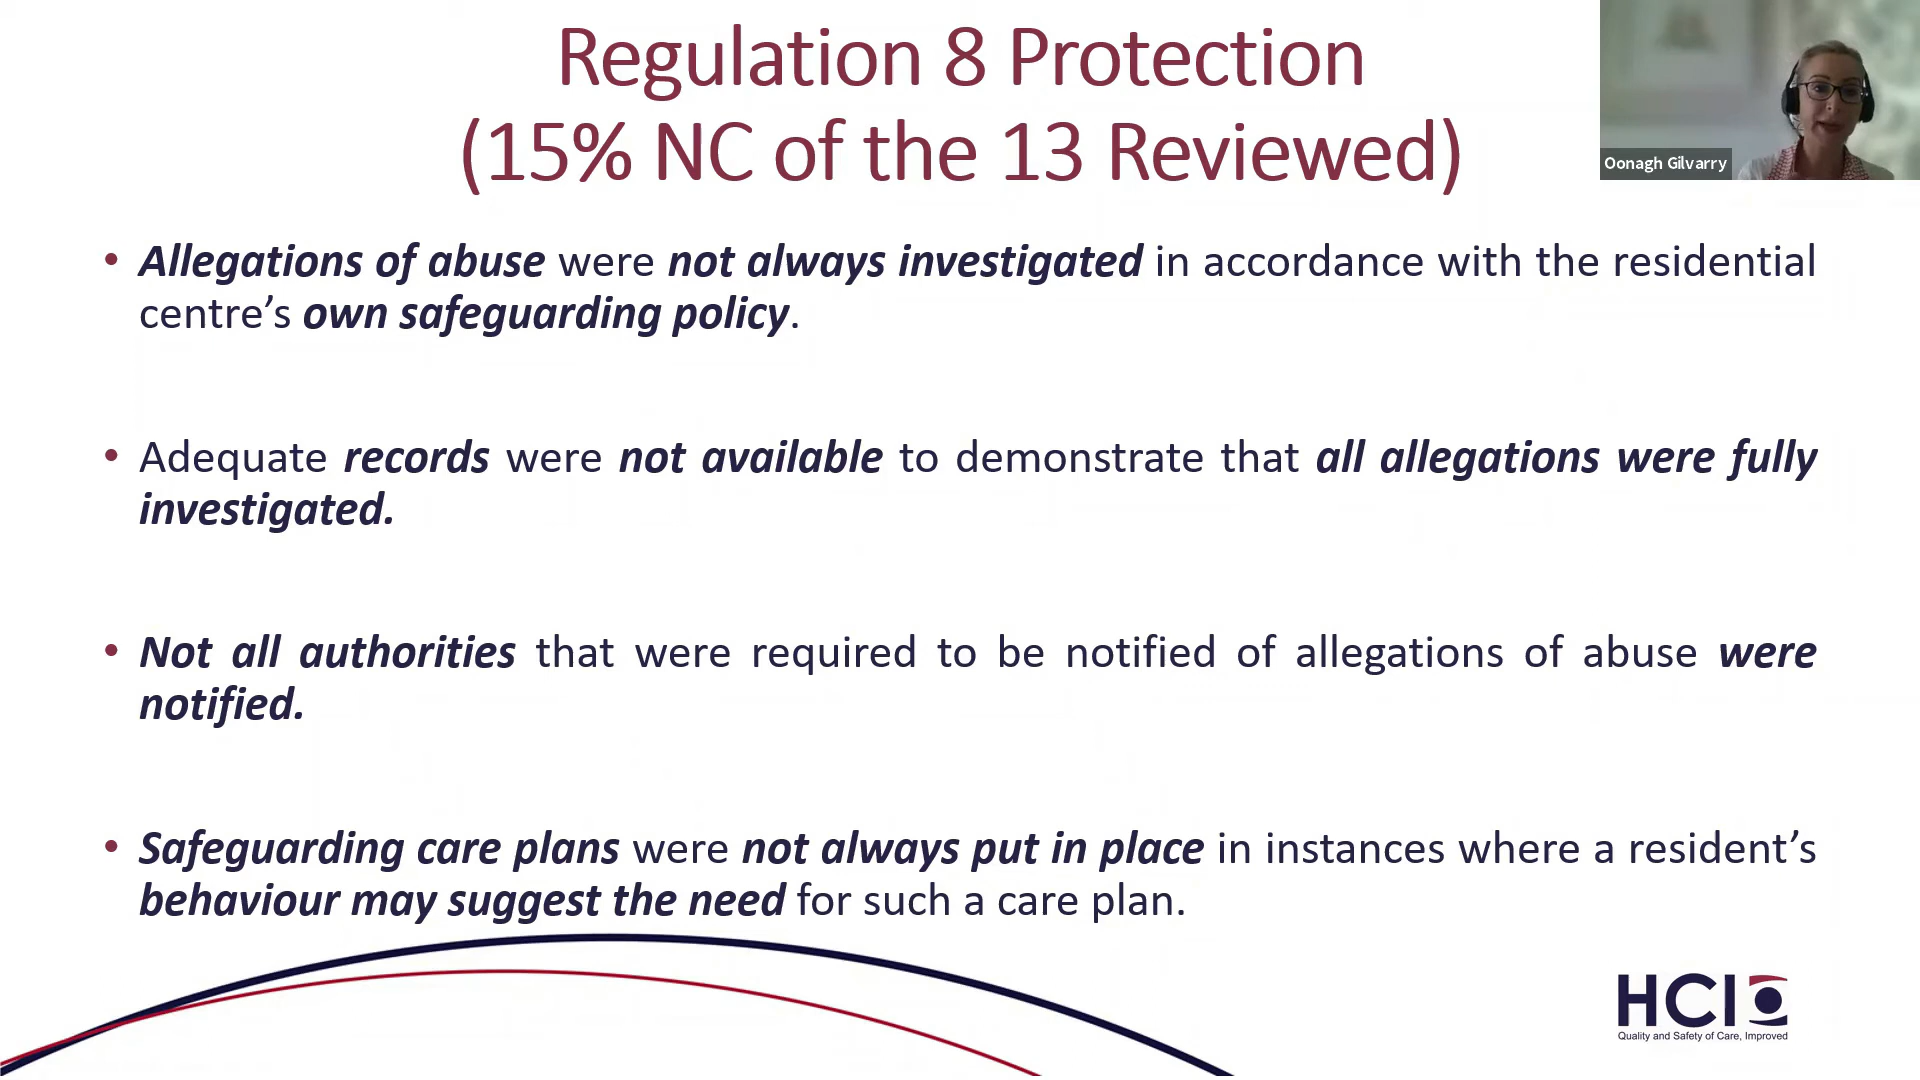 Regulation 8 Protection
(15% NC of the 13 Reviewed)
Oonagh Gilvarry
• Allegations of abuse were not always investigated in accordance with the residential
centre’s own safeguarding policy.
• Adequate records were not available to demonstrate that all allegations were fully
investigated.
• Not all authorities that were required to be notified of allegations of abuse were
notified.
• Safeguarding care plans were not always put in place in instances where a resident’s
behaviour may suggest the need for such a care plan.
HCI
Quality and Safety of Care, Improved